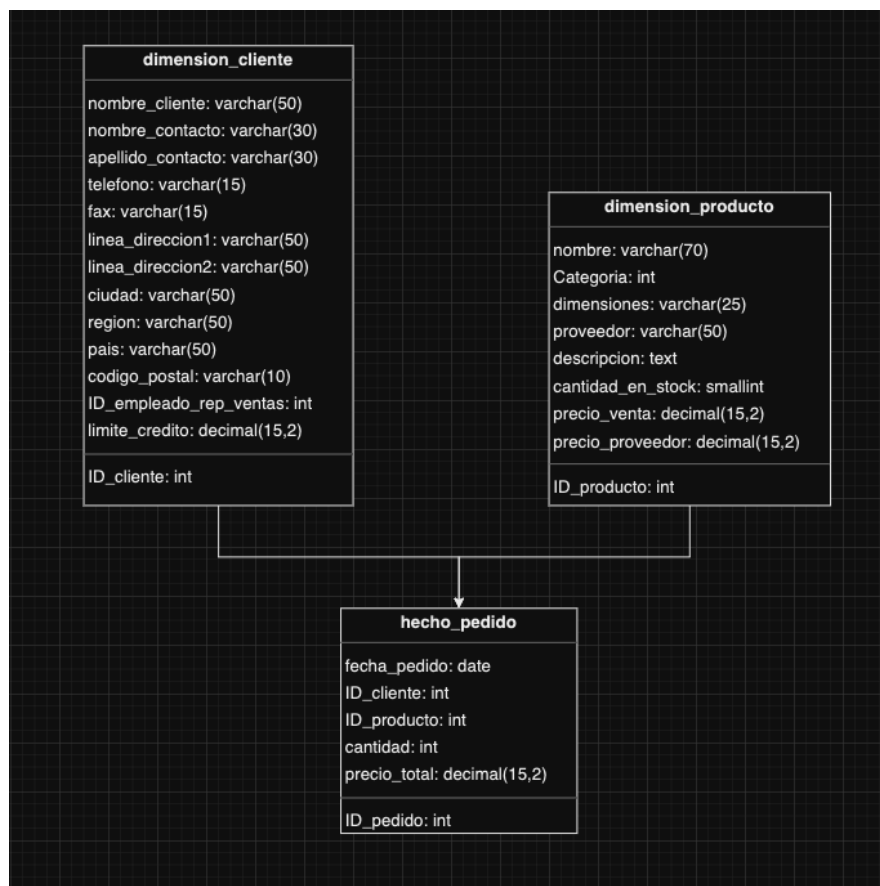 dimension_cliente
nombre_cliente: varchar(50)
nombre_contacto: varchar(30)
apellido_contacto: varchar(30)
telefono: varchar(15)
fax: varchar(15)
linea_direccion1: varchar(50)
linea_direccion2: varchar(50)
ciudad: varchar(50)
region: varchar(50)
pais: varchar(50)
codigo_postal: varchar(10)
ID_empleado_rep_ventas: int
limite_credito: decimal(15,2)
ID_cliente: int
dimension_producto
nombre: varchar(70)
Categoria: int
dimensiones: varchar(25)
proveedor: varchar(50)
descripcion: text
cantidad_en_stock: smallint
precio_venta: decimal(15,2)
precio_proveedor: decimal(15,2)
ID_producto: int
hecho_pedido
fecha_pedido: date
ID_cliente: int
ID_producto: int
cantidad: int
precio_total: decimal(15,2)
ID_pedido: int